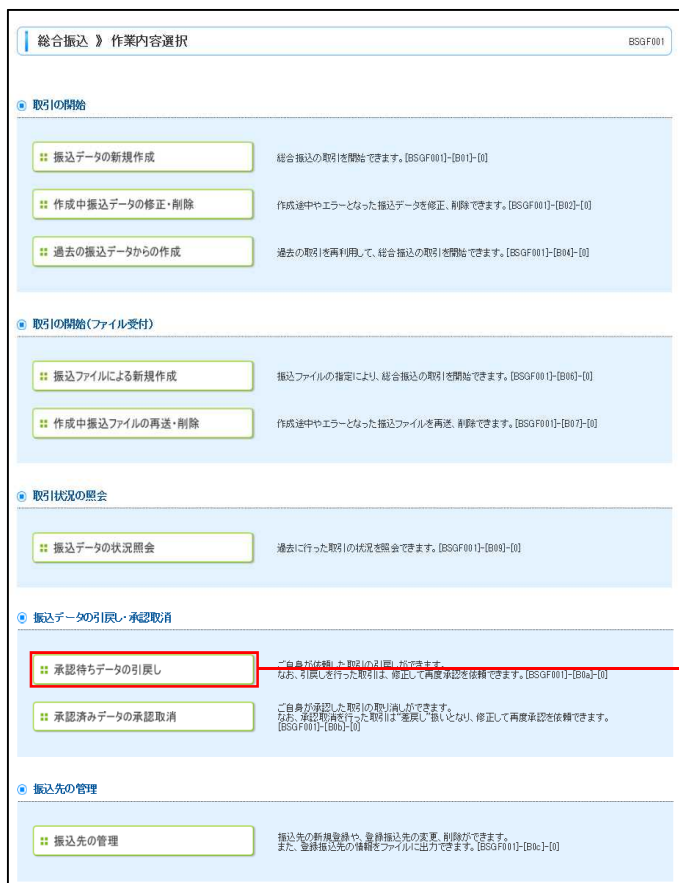 総合振込 》 作業内容選択
BSGF001
取引の開始
振込データの新規作成
総合振込の取引を開始できます。[BSGF001]-[B01]-[0]
作成中振込データの修正・削除
作成途中やエラーとなった振込データを修正、削除できます。[BSGF001]-[B02]-[0]
過去の振込データからの作成
過去の取引を再利用して、総合振込の取引を開始できます。[BSGF001]-[B04]-[0]
取引の開始(ファイル受付)
振込ファイルによる新規作成
振込ファイルの指定により、総合振込の取引を開始できます。[BSGF001]-[B06]-[0]
作成中振込ファイルの再送・削除
作成途中やエラーとなった振込ファイルを再送、削除できます。[BSGF001]-[B07]-[0]
取引状況の照会
振込データの状況照会
過去に行った取引の状況を照会できます。[BSGF001]-[B09]-[0]
振込データの引戻し・承認取消
承認待ちデータの引戻し
ご自身が依頼した取引の引戻しができます。
なお、引戻しを行った取引は、修正して再度承認を依頼できます。[BSGF001]-[B0a]-[0]
承認済みデータの承認取消
ご自身が承認した取引の取り消しができます。
なお、承認取消を行った取引は"差戻し"扱いとなり、修正して再度承認を依頼できます。
[BSGF001]-[B0b]-[0]
振込先の管理
振込先の管理
振込先の新規登録や、登録振込先の変更、削除ができます。
また、登録振込先の情報をファイルに出力できます。[BSGF001]-[B0c]-[0]